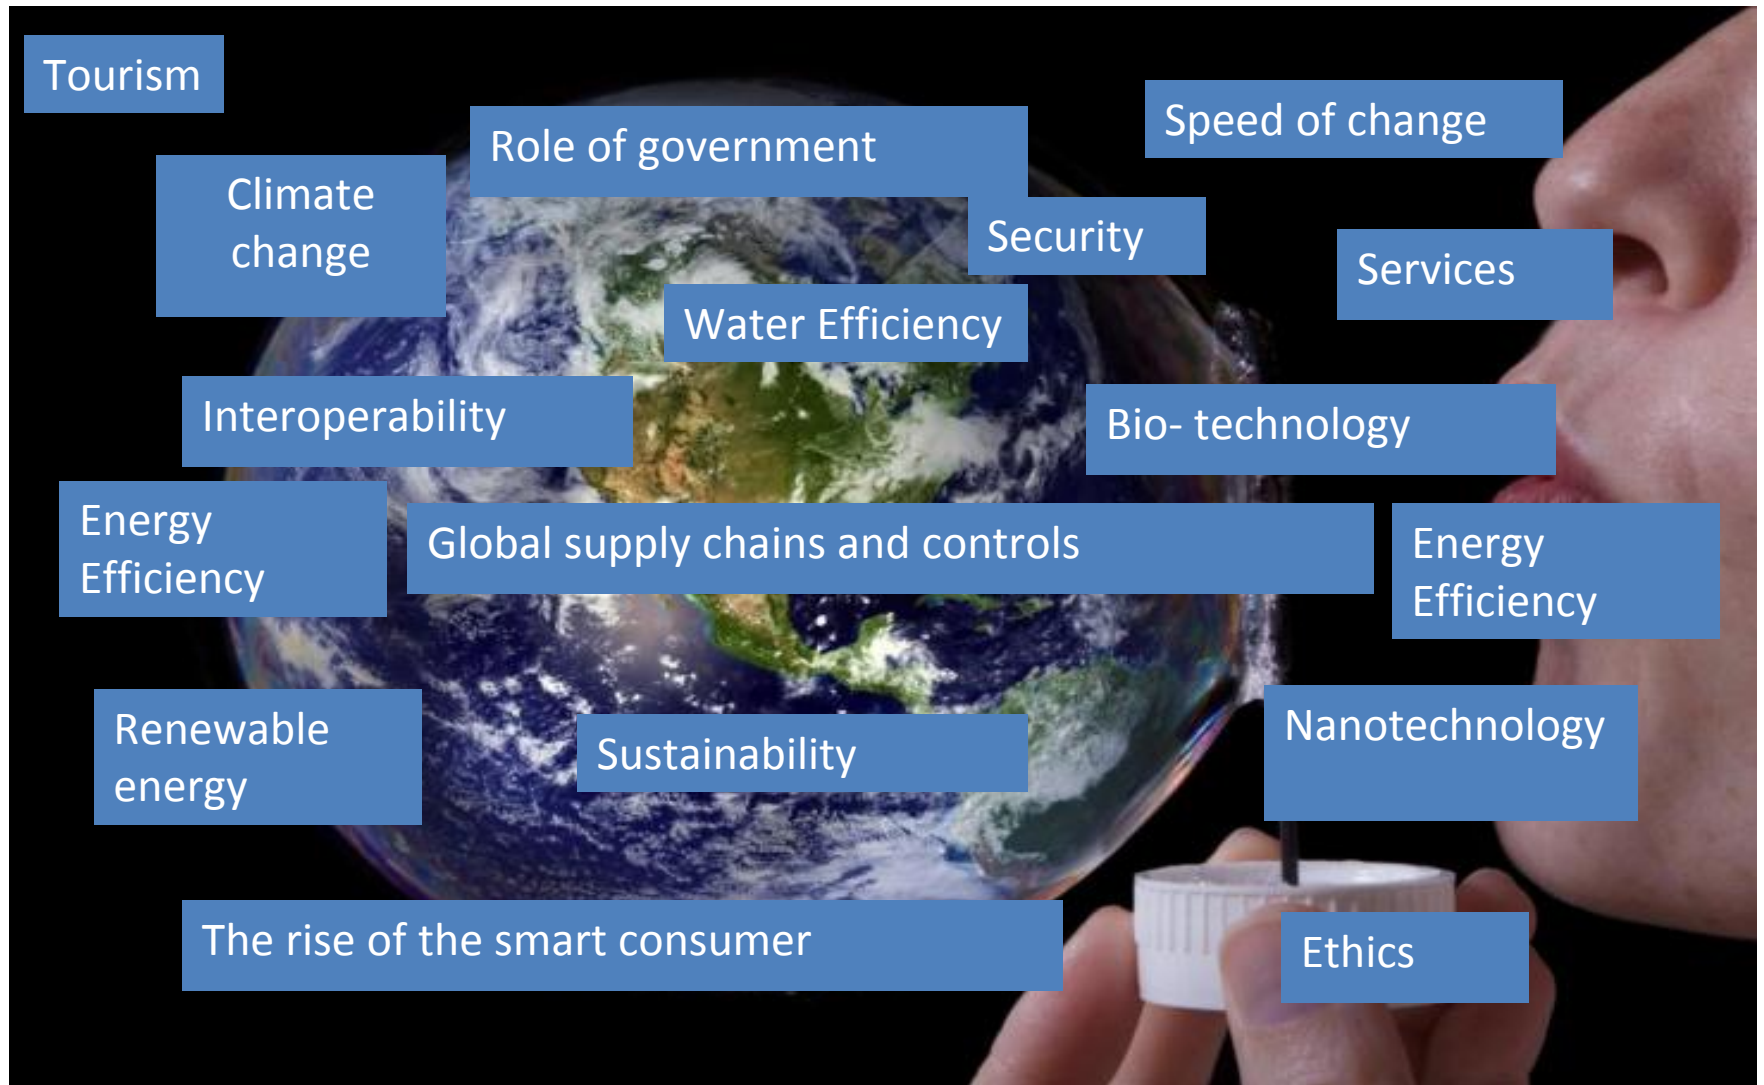 Tourism
Speed of change
Role of government
Climate
change
Security
Services
Water Efficiency
Interoperability
Bio- technology
Energy
Efficiency
Global supply chains and controls
Energy
Efficiency
Renewable
energy
Sustainability
Nanotechnology
The rise of the smart consumer
Ethics